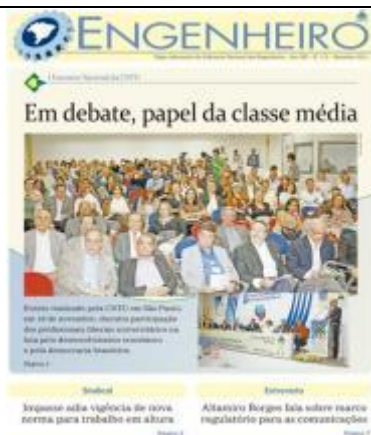 ENGENHEIRO
Em debate, papel da classe média
Evento realizado pela CNTU em São Paulo,
em de novembro, discutiu participação
dos profissionais liberais universitários na
luta pelo desenvolvimento econômico
e pela democracia brasileira.
Sindical
Impasse adia vigência de nova
norma para trabalho em altura
Entrevista
Altamiro Borges fala sobre marco
regulatório para as comunicações